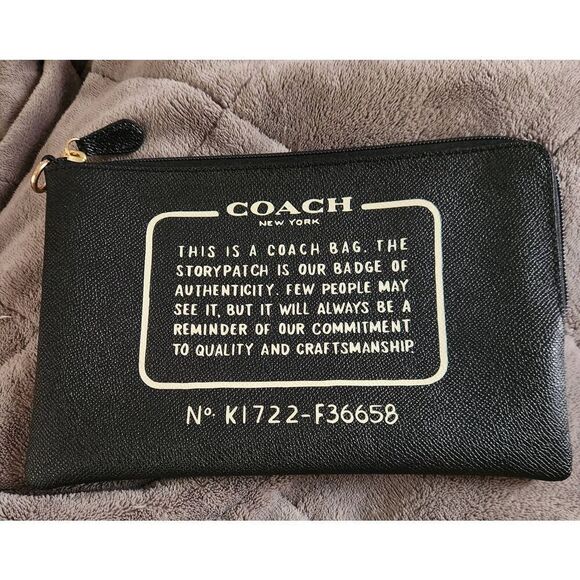 COACH
NEW YORK
THIS IS A COACH BAG. THE
STORYPATCH IS OUR BADGE OF
AUTHENTICITY. FEW PEOPLE MAY
SEE IT, BUT IT WILL ALWAYS BE A
REMINDER OF OUR COMMITMENT
TO QUALITY AND CRAFTSMANSHIP.
No. K1722-F36658